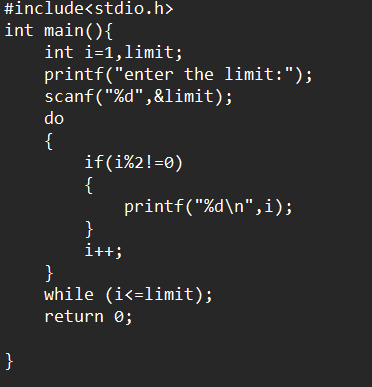 #include<stdio.h>
int main(){
    int i=1,limit;
    printf("enter the limit:");
    scanf("%d",&limit);
    do
    {
        if(i%2!=0)
        {
            printf("%d\n",i);
        }
        i++;
    }
    while (i<=limit);
    return 0;

}